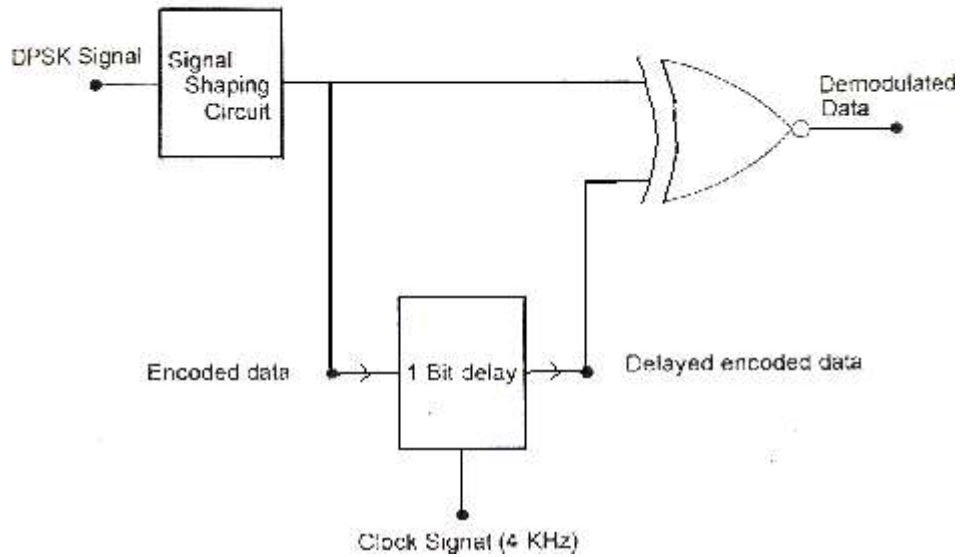 DPSK Signal
Signal
Shaping
Circuit
Demodulated
Data
Encoded data
1 Bit delay
Delayed encoded data
Clock Signal (4 KHz)